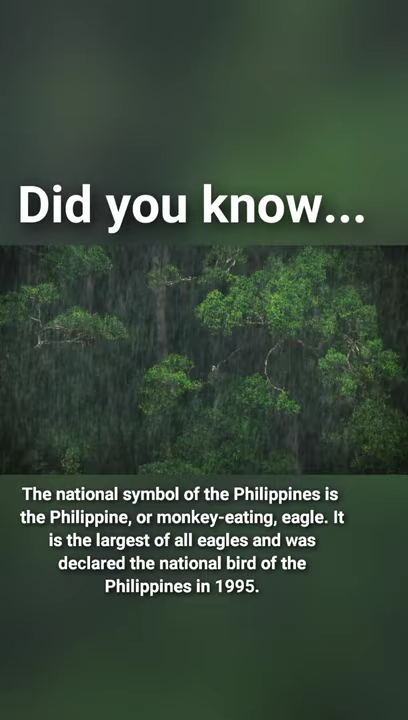 Did you know...
The national symbol of the Philippines is
the Philippine, or monkey-eating, eagle. It
is the largest of all eagles and was
declared the national bird of the
Philippines in 1995.